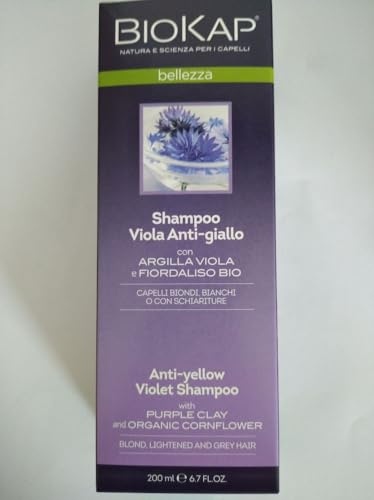 BIOKAP®
NATURA E SCIENZA PER I CAPELLI
bellezza
Shampoo
Viola Anti-giallo
con
ARGILLA VIOLA
e FIORDALISO BIO
CAPELLI BIONDI, BIANCHI
O CON SCHIARITURE
Anti-yellow
Violet Shampoo
with
PURPLE CLAY
and ORGANIC CORNFLOWER
BLOND, LIGHTENED AND GREY HAIR
200 ml ℮ 6.7 FL.OZ.